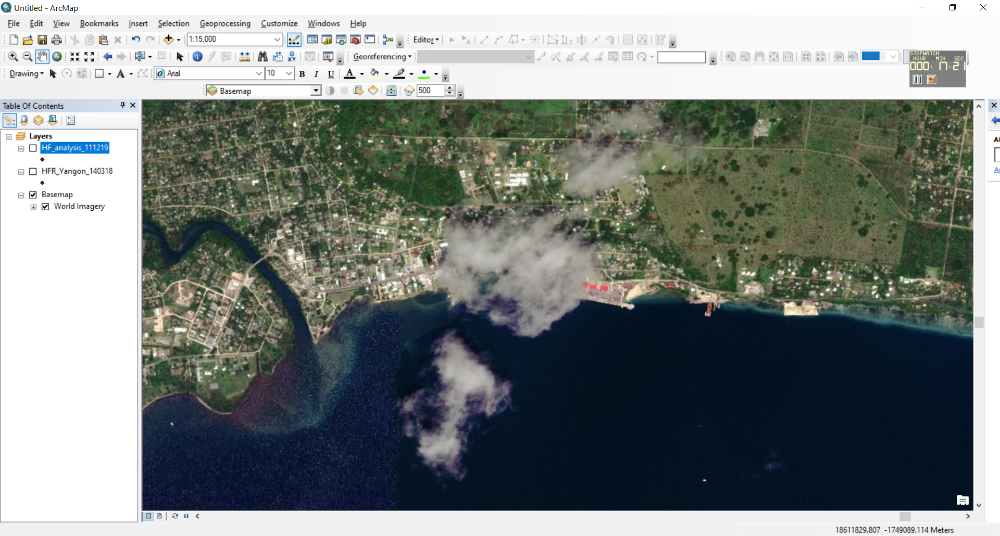 Untitled - ArcMap
File Edit View Bookmarks Insert Selection Geoprocessing Customize Windows Help
1:15,000 Editor
Georeferencing 100%
STOPWATCH
HOUR MIN SEC
000: 17:21
Drawing A Arial 10 B I U A
Basemap 500
Table Of Contents
Layers
HF_analysis_111219
HFR_Yangon_140318
Basemap
World Imagery
18611829.807 -1749089.114 Meters